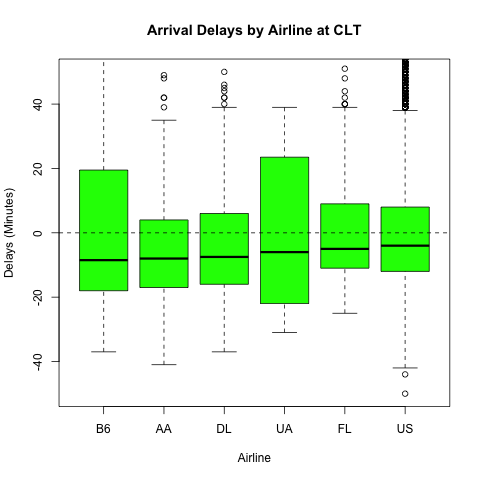 Arrival Delays by Airline at CLT
Delays (Minutes)
40
20
0
-20
-40
B6 AA DL UA FL US
Airline